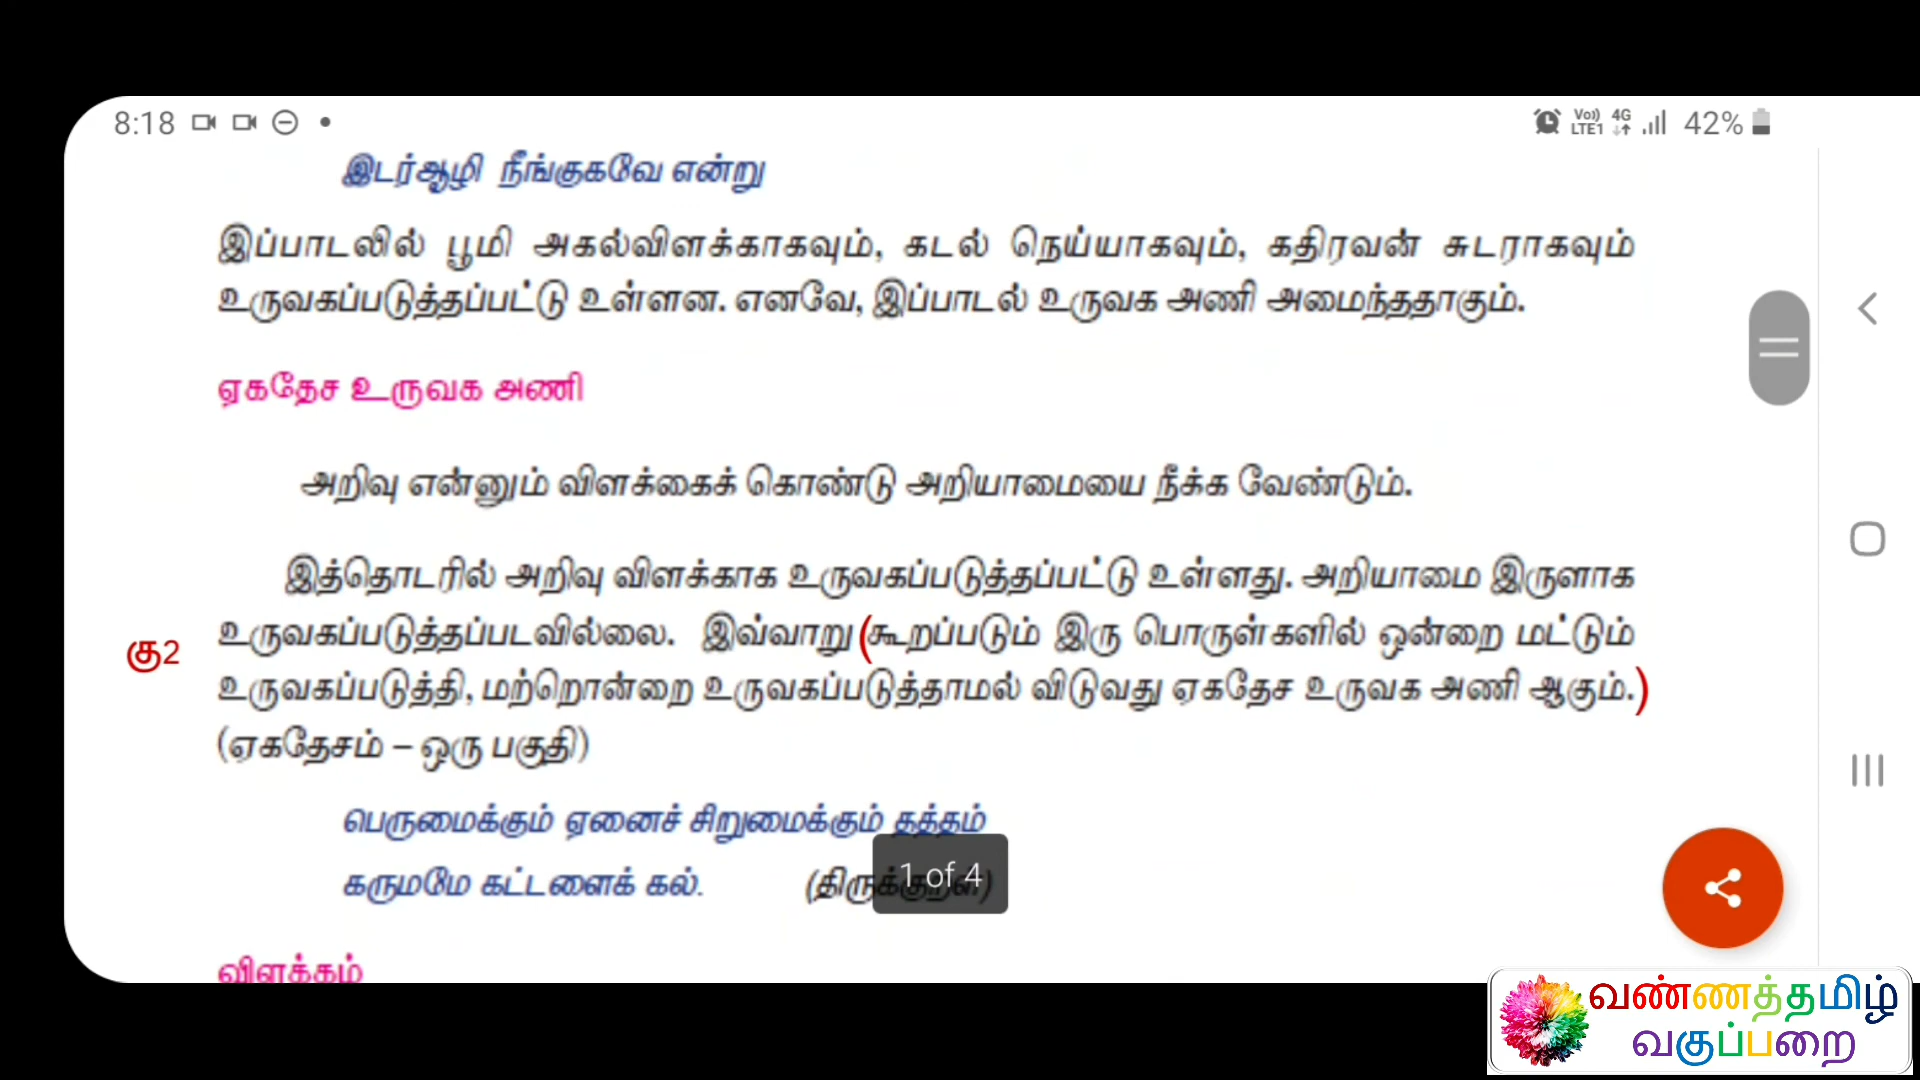 8:18
Vo)) LTE1 4G 42%
இடர்ஆழி நீங்குகவே என்று
இப்பாடலில் பூமி அகல்விளக்காகவும், கடல் நெய்யாகவும், கதிரவன் சுடராகவும்
உருவகப்படுத்தப்பட்டு உள்ளன. எனவே, இப்பாடல் உருவக அணி அமைந்ததாகும்.
ஏகதேச உருவக அணி
அறிவு என்னும் விளக்கைக் கொண்டு அறியாமையை நீக்க வேண்டும்.
இத்தொடரில் அறிவு விளக்காக உருவகப்படுத்தப்பட்டு உள்ளது. அறியாமை இருளாக
கு2 உருவகப்படுத்தப்படவில்லை. இவ்வாறு (கூறப்படும் இரு பொருள்களில் ஒன்றை மட்டும்
உருவகப்படுத்தி, மற்றொன்றை உருவகப்படுத்தாமல் விடுவது ஏகதேச உருவக அணி ஆகும்.)
(ஏகதேசம் – ஒரு பகுதி)
பெருமைக்கும் ஏனைச் சிறுமைக்கும் தத்தம்
கருமமே கட்டளைக் கல். (திருக்குறள்)
1 of 4
விளக்கம்
வண்ணத்தமிழ்
வகுப்பறை